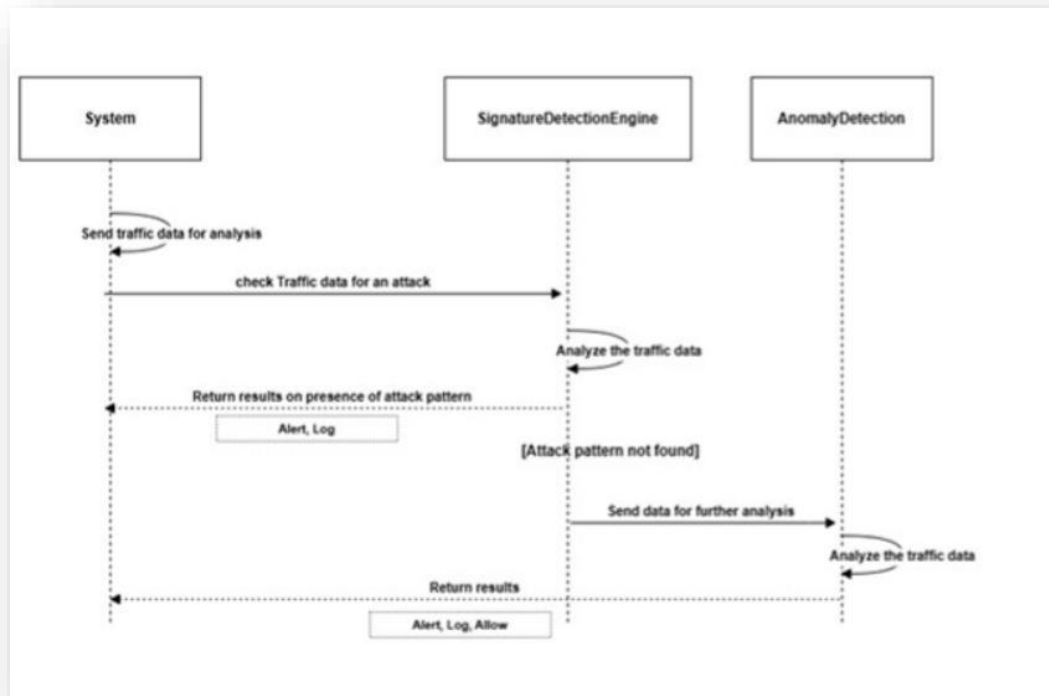 System
SignatureDetectionEngine
AnomalyDetection
Send traffic data for analysis
check Traffic data for an attack
Analyze the traffic data
Return results on presence of attack pattern
Alert, Log
[Attack pattern not found]
Send data for further analysis
Analyze the traffic data
Return results
Alert, Log, Allow